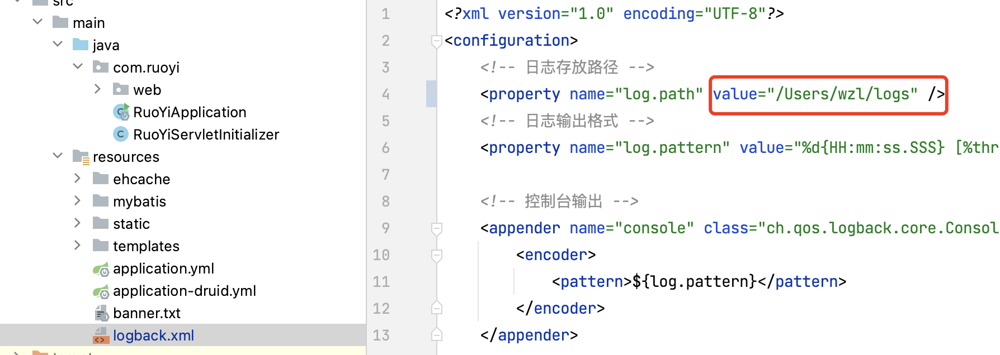 src
main
java
com.ruoyi
web
RuoYiApplication
C RuoYiServletInitializer
resources
ehcache
mybatis
static
templates
application.yml
application-druid.yml
banner.txt
logback.xml
1 <?xml version="1.0" encoding="UTF-8"?>
2 <configuration>
3 <!-- 日志存放路径 -->
4 <property name="log.path" value="/Users/wzl/logs" />
5 <!-- 日志输出格式 -->
6 <property name="log.pattern" value="%d{HH:mm:ss.SSS} [%thr
7
8 <!-- 控制台输出 -->
9 <appender name="console" class="ch.qos.logback.core.Consol
10 <encoder>
11 <pattern>${log.pattern}</pattern>
12 </encoder>
13 </appender>